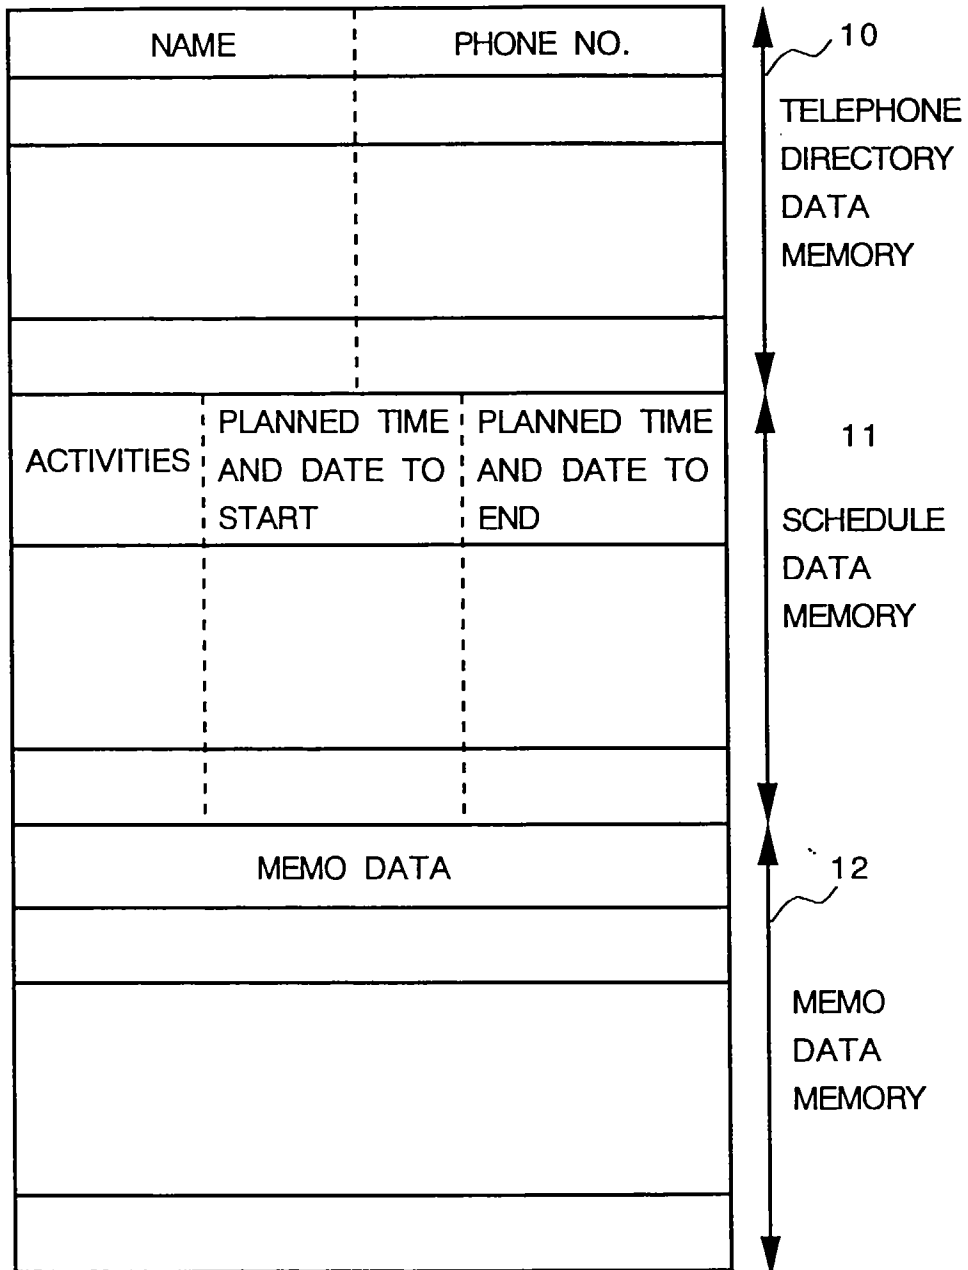 NAME
PHONE NO.
10
TELEPHONE
DIRECTORY
DATA
MEMORY
ACTIVITIES
PLANNED TIME
AND DATE TO
START
PLANNED TIME
AND DATE TO
END
11
SCHEDULE
DATA
MEMORY
MEMO DATA
12
MEMO
DATA
MEMORY